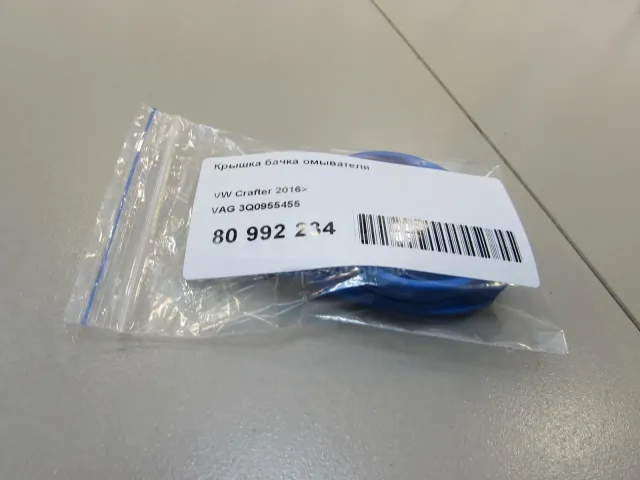 Крышка бачка омывателя
VW Crafter 2016>
VAG 3Q0955455
80 992 234